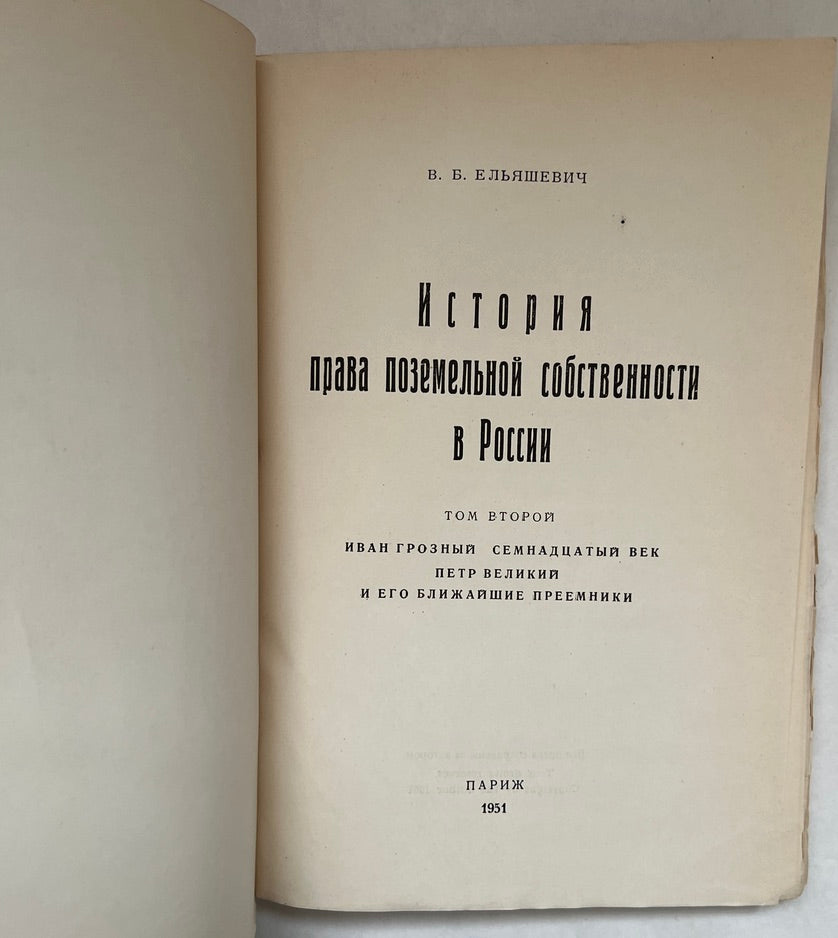 В. Б. ЕЛЬЯШЕВИЧ
История
права поземельной собственности
в России
ТОМ ВТОРОЙ
ИВАН ГРОЗНЫЙ СЕМНАДЦАТЫЙ ВЕК
ПЕТР ВЕЛИКИЙ
И ЕГО БЛИЖАЙШИЕ ПРЕЕМНИКИ
ПАРИЖ
1951